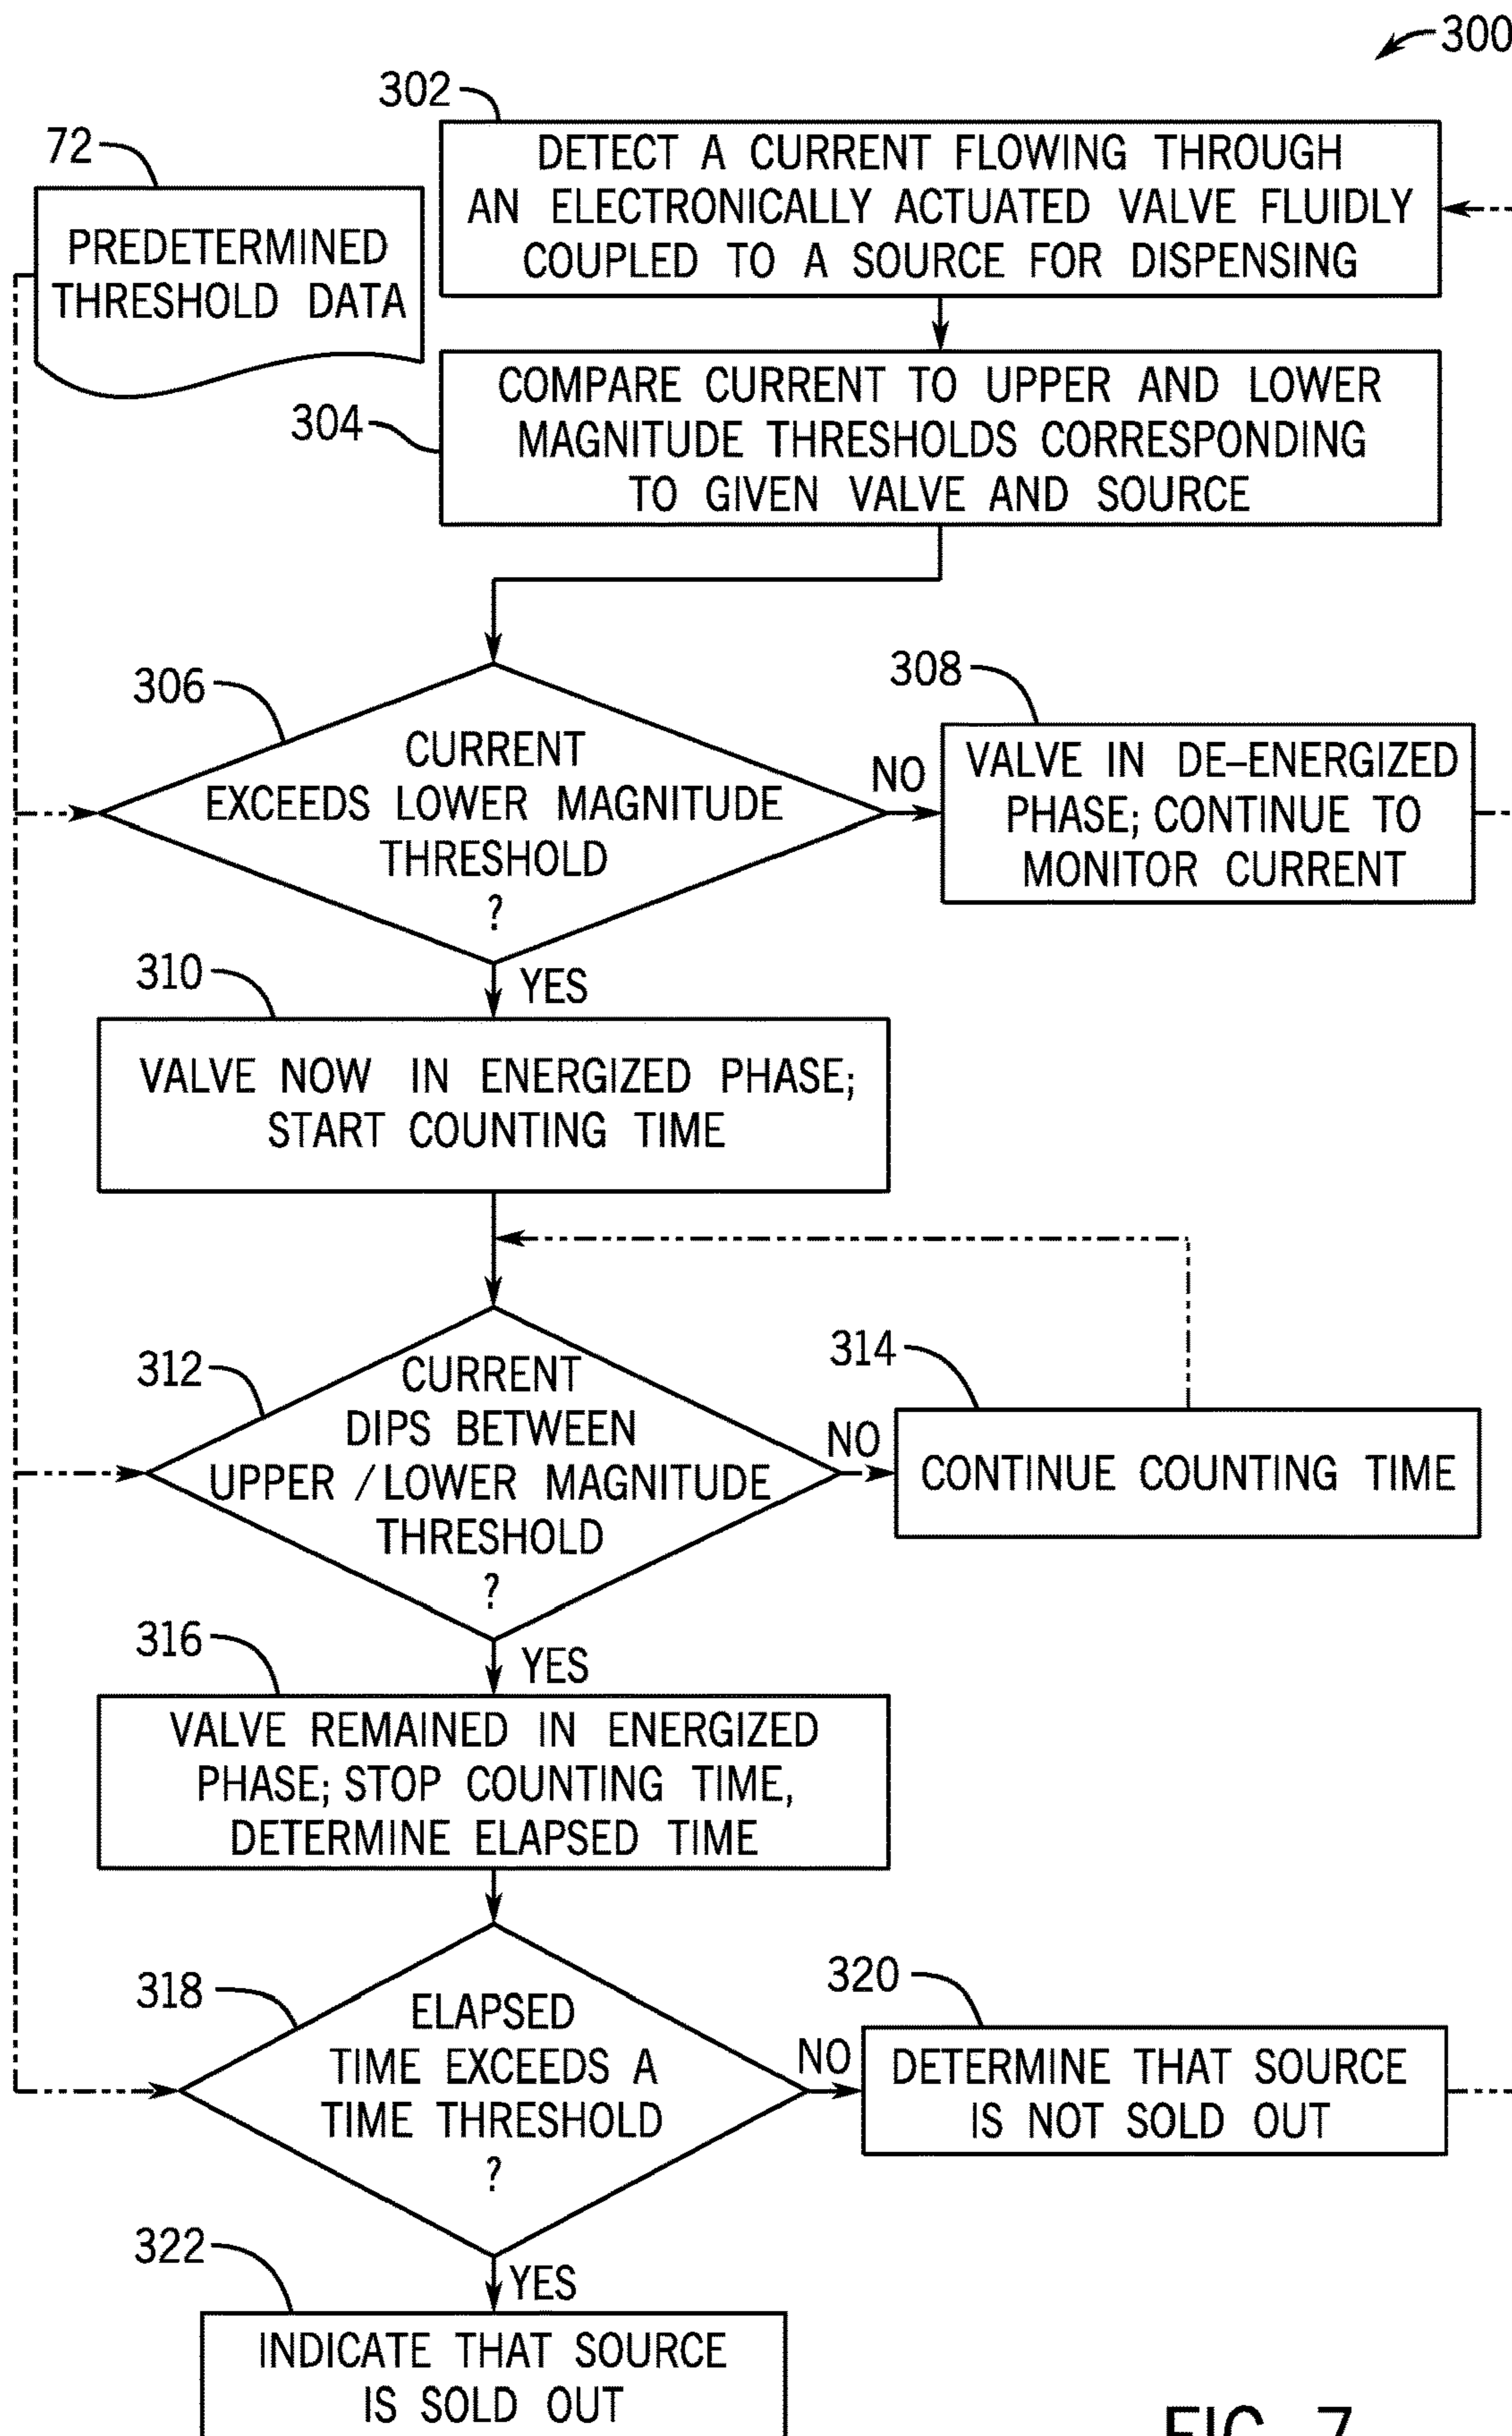 300
302
DETECT A CURRENT FLOWING THROUGH
AN ELECTRONICALLY ACTUATED VALVE FLUIDLY
COUPLED TO A SOURCE FOR DISPENSING
72
PREDETERMINED
THRESHOLD DATA
304
COMPARE CURRENT TO UPPER AND LOWER
MAGNITUDE THRESHOLDS CORRESPONDING
TO GIVEN VALVE AND SOURCE
306
CURRENT
EXCEEDS LOWER MAGNITUDE
THRESHOLD
?
NO
308
VALVE IN DE-ENERGIZED
PHASE; CONTINUE TO
MONITOR CURRENT
YES
310
VALVE NOW IN ENERGIZED PHASE;
START COUNTING TIME
312
CURRENT
DIPS BETWEEN
UPPER / LOWER MAGNITUDE
THRESHOLD
?
NO
314
CONTINUE COUNTING TIME
YES
316
VALVE REMAINED IN ENERGIZED
PHASE; STOP COUNTING TIME,
DETERMINE ELAPSED TIME
318
ELAPSED
TIME EXCEEDS A
TIME THRESHOLD
?
NO
320
DETERMINE THAT SOURCE
IS NOT SOLD OUT
YES
322
INDICATE THAT SOURCE
IS SOLD OUT
FIG. 7